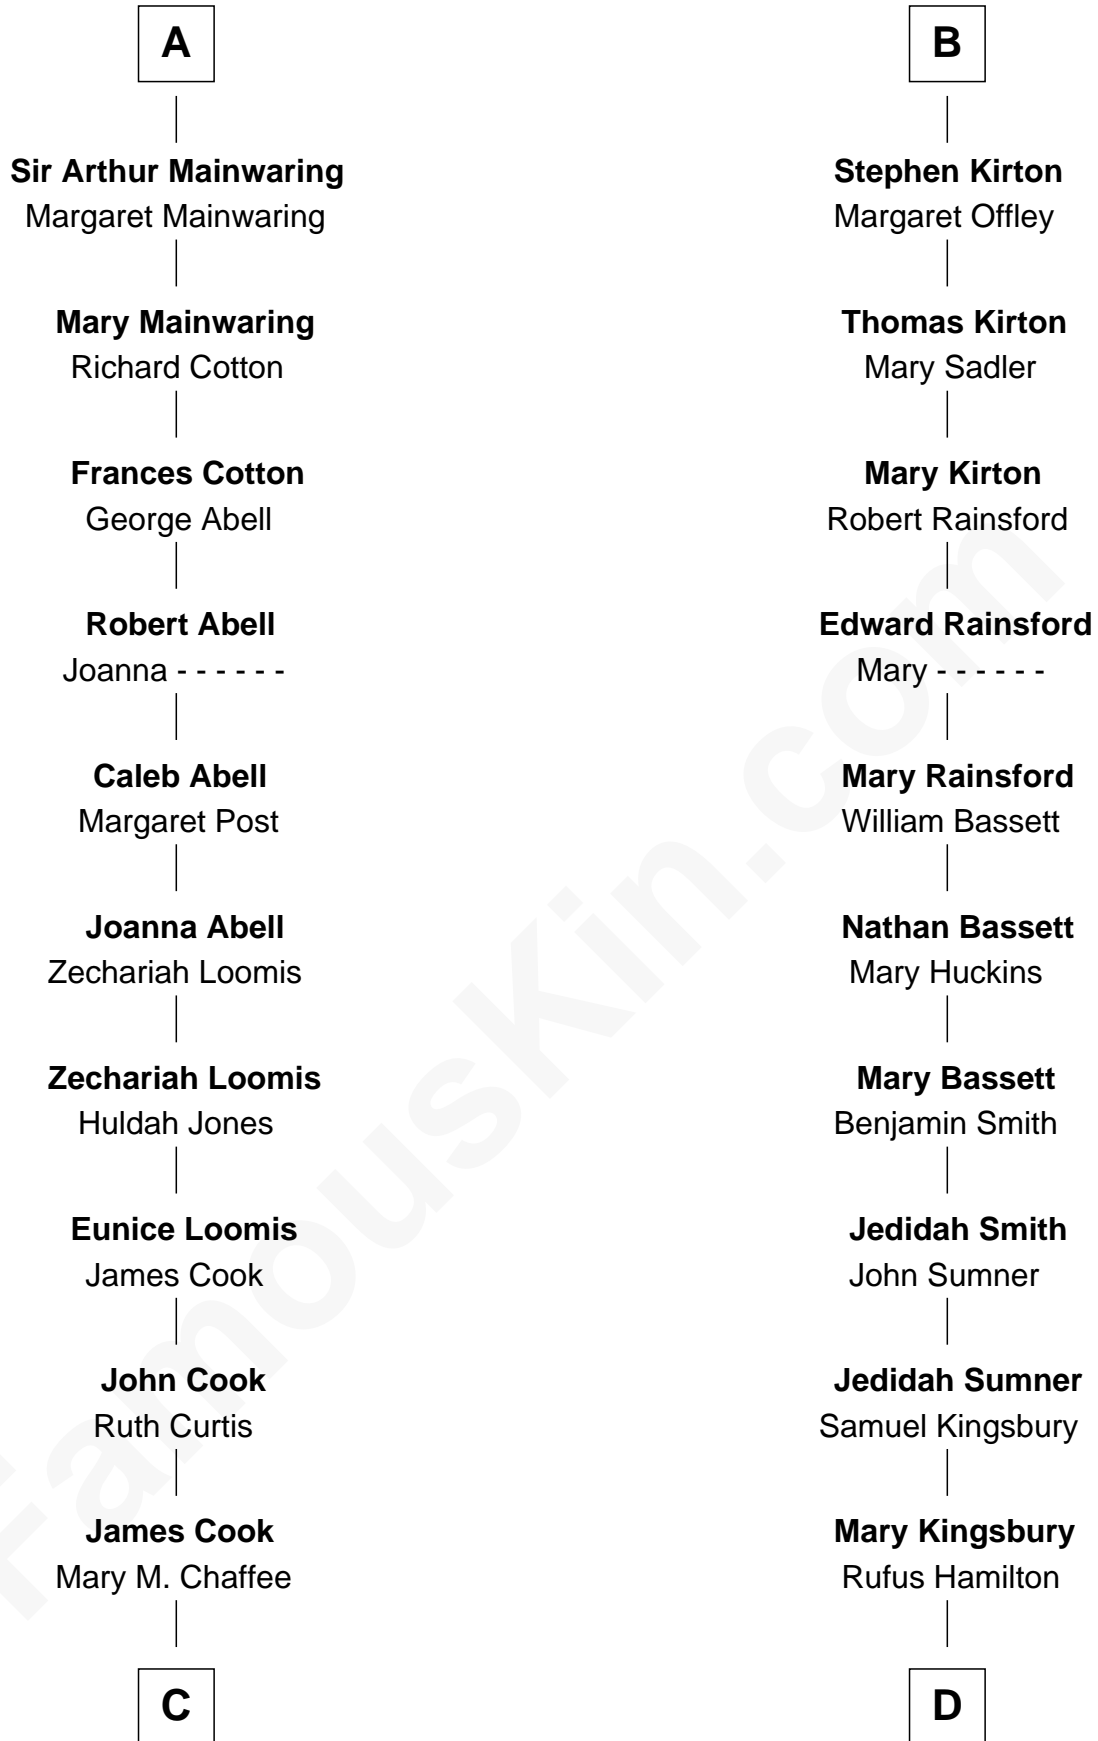 A
Sir Arthur Mainwaring
Margaret Mainwaring
Mary Mainwaring
Richard Cotton
Frances Cotton
George Abell
Robert Abell
Joanna - - - - - -
Caleb Abell
Margaret Post
Joanna Abell
Zechariah Loomis
Zechariah Loomis
Huldah Jones
Eunice Loomis
James Cook
John Cook
Ruth Curtis
James Cook
Mary M. Chaffee
C
B
Stephen Kirton
Margaret Offley
Thomas Kirton
Mary Sadler
Mary Kirton
Robert Rainsford
Edward Rainsford
Mary - - - - - -
Mary Rainsford
William Bassett
Nathan Bassett
Mary Huckins
Mary Bassett
Benjamin Smith
Jedidah Smith
John Sumner
Jedidah Sumner
Samuel Kingsbury
Mary Kingsbury
Rufus Hamilton
D
FamousKin.com